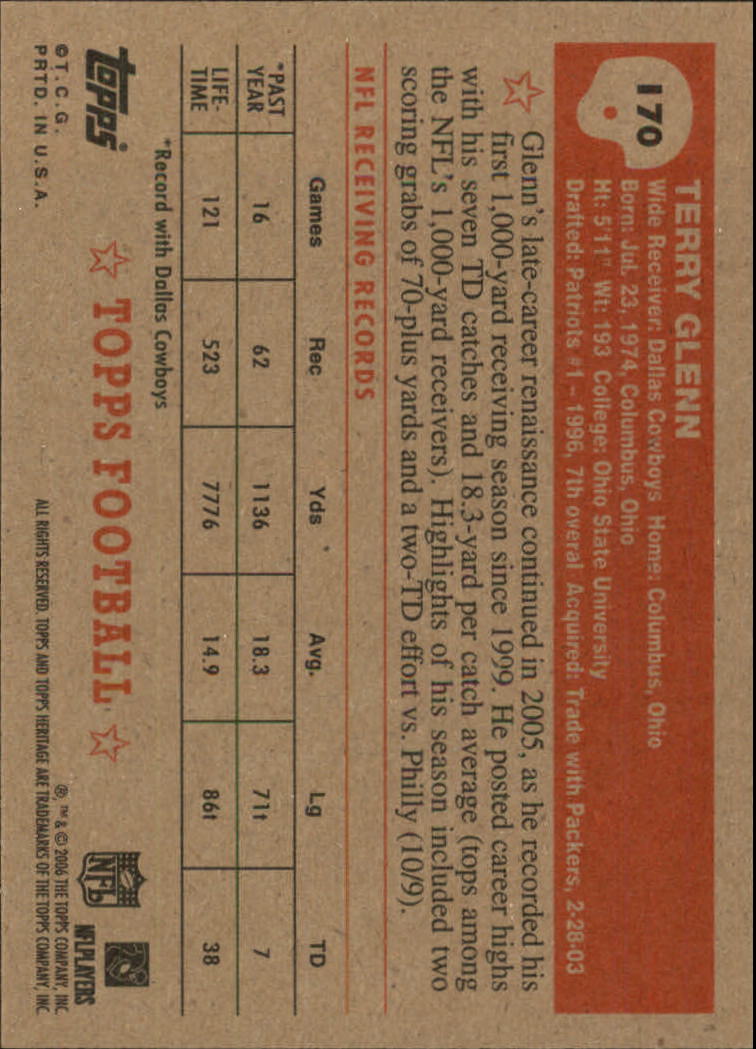 170
TERRY GLENN
Wide Receiver: Dallas Cowboys Home: Columbus, Ohio
Born: Jul. 23, 1974, Columbus, Ohio
Ht: 5'11" Wt: 193 College: Ohio State University
Drafted: Patriots #1 – 1996, 7th overall Acquired: Trade with Packers, 2-28-03
Glenn's late-career renaissance continued in 2005, as he recorded his
first 1,000-yard receiving season since 1999. He posted career highs
with his seven TD catches and 18.3-yard per catch average (tops among
the NFL's 1,000-yard receivers). Highlights of his season included two
scoring grabs of 70-plus yards and a two-TD effort vs. Philly (10/9).
NFL RECEIVING RECORDS
Games Rec Yds Avg. Lg TD
*PAST YEAR 16 62 1136 18.3 71t 7
LIFE-TIME 121 523 7776 14.9 86t 38
*Record with Dallas Cowboys
topps
©T.C.G.
PRTD. IN U.S.A.
TOPPS FOOTBALL
NFL
NFLPLAYERS
®, ™ & © 2006 THE TOPPS COMPANY, INC.
ALL RIGHTS RESERVED. TOPPS AND TOPPS HERITAGE ARE TRADEMARKS OF THE TOPPS COMPANY, INC.